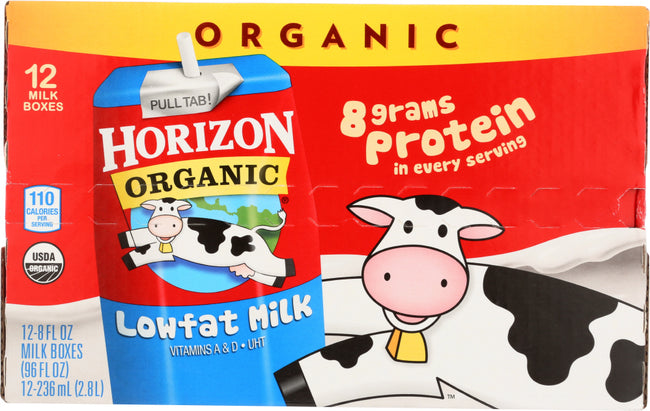 ORGANIC
12
MILK
BOXES
PULL TAB!
HORIZON
ORGANIC
®
8 grams
protein
in every serving
110
CALORIES
PER
SERVING
USDA
ORGANIC
Lowfat Milk
VITAMINS A & D • UHT
12-8 FL OZ
MILK BOXES
(96 FL OZ)
12-236 mL (2.8L)
TM